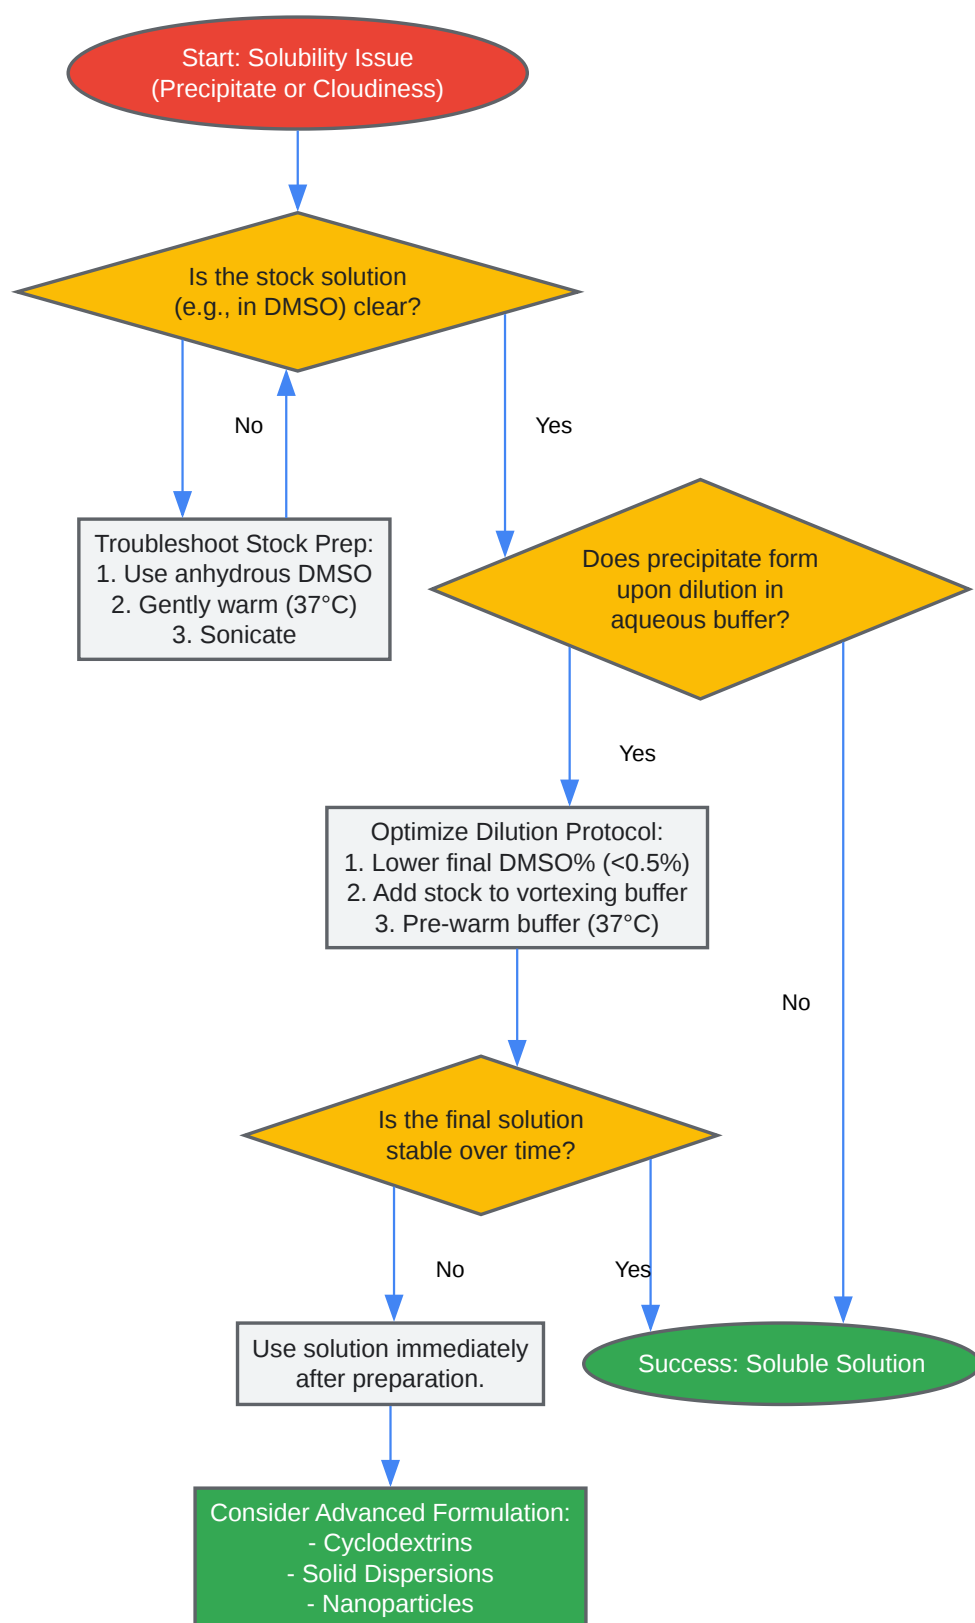 Start: Solubility Issue
(Precipitate or Cloudiness)
Is the stock solution
(e.g., in DMSO) clear?
No
Yes
Troubleshoot Stock Prep:
1. Use anhydrous DMSO
2. Gently warm (37°C)
3. Sonicate
Does precipitate form
upon dilution in
aqueous buffer?
Yes
Optimize Dilution Protocol:
1. Lower final DMSO% (<0.5%)
2. Add stock to vortexing buffer
3. Pre-warm buffer (37°C)
No
Is the final solution
stable over time?
No
Yes
Use solution immediately
after preparation.
Success: Soluble Solution
Consider Advanced Formulation:
- Cyclodextrins
- Solid Dispersions
- Nanoparticles